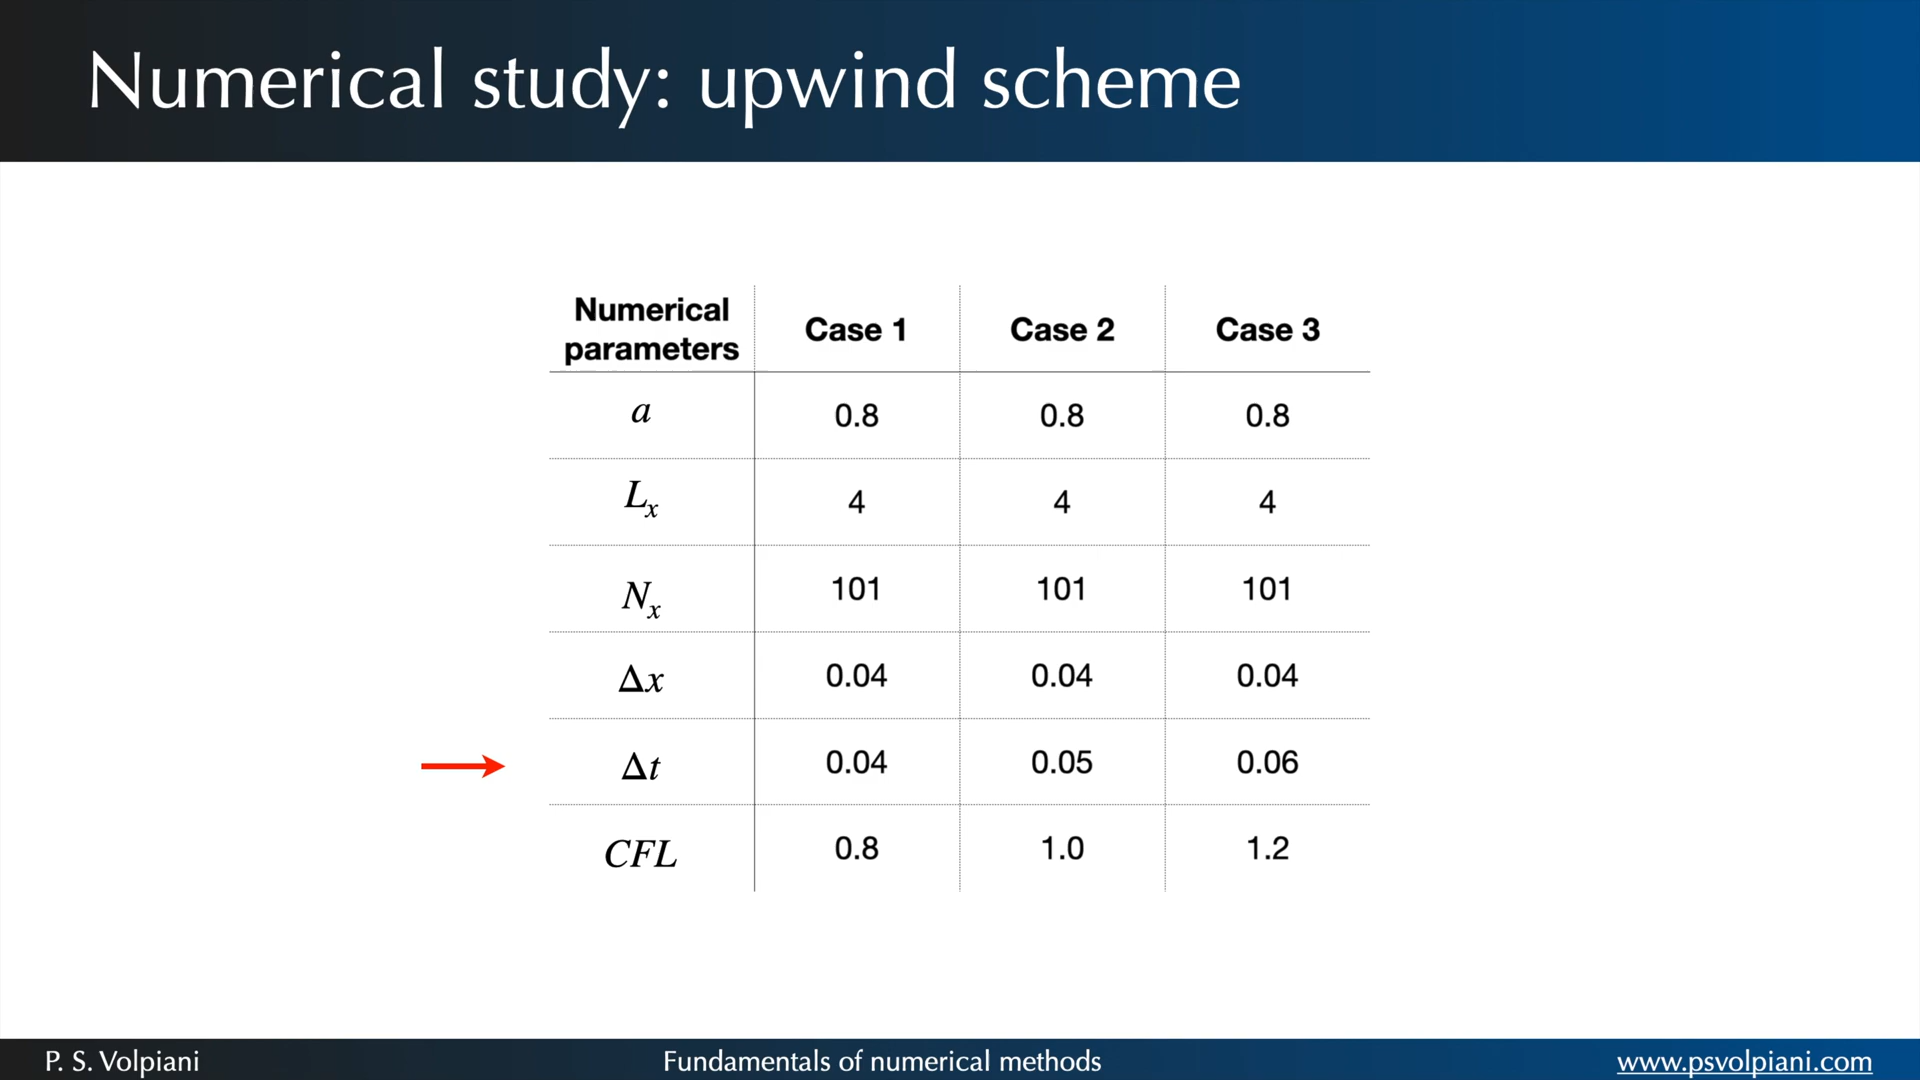 Numerical study: upwind scheme
Numerical parameters Case 1 Case 2 Case 3
a 0.8 0.8 0.8
Lx 4 4 4
Nx 101 101 101
Δx 0.04 0.04 0.04
Δt 0.04 0.05 0.06
CFL 0.8 1.0 1.2
P. S. Volpiani Fundamentals of numerical methods www.psvolpiani.com